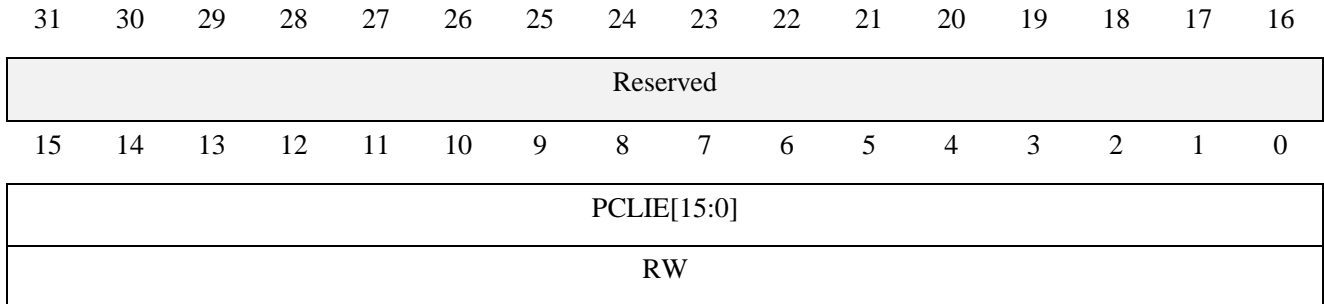 31 30 29 28 27 26 25 24 23 22 21 20 19 18 17 16
Reserved
15 14 13 12 11 10 9 8 7 6 5 4 3 2 1 0
PCLIE[15:0]
RW